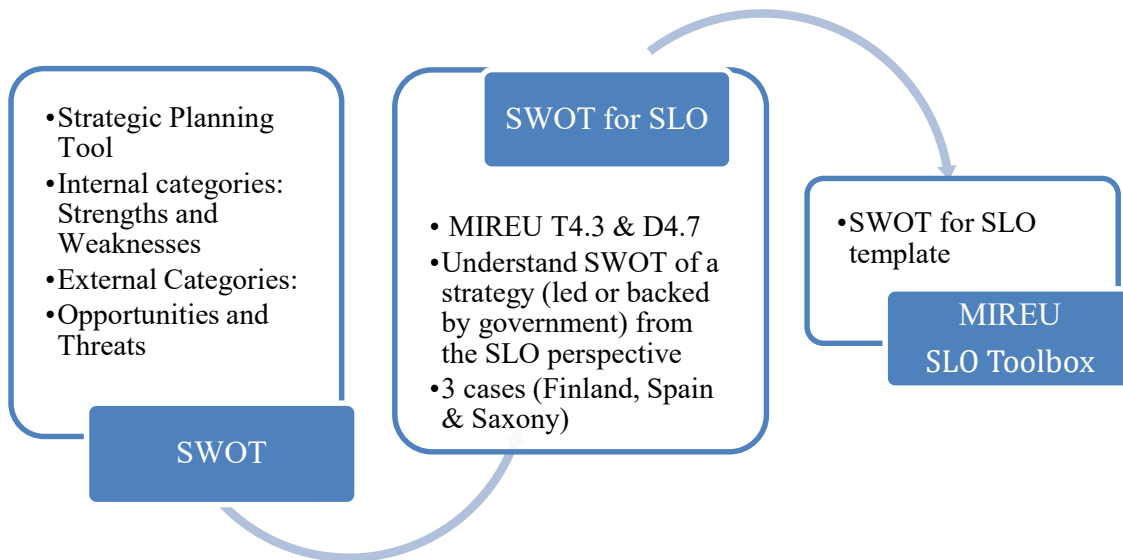 •Strategic Planning
Tool
•Internal categories:
Strengths and
Weaknesses
•External Categories:
•Opportunities and
Threats
SWOT
SWOT for SLO
• MIREU T4.3 & D4.7
•Understand SWOT of a
strategy (led or backed
by government) from
the SLO perspective
•3 cases (Finland, Spain
& Saxony)
•SWOT for SLO
template
MIREU
SLO Toolbox